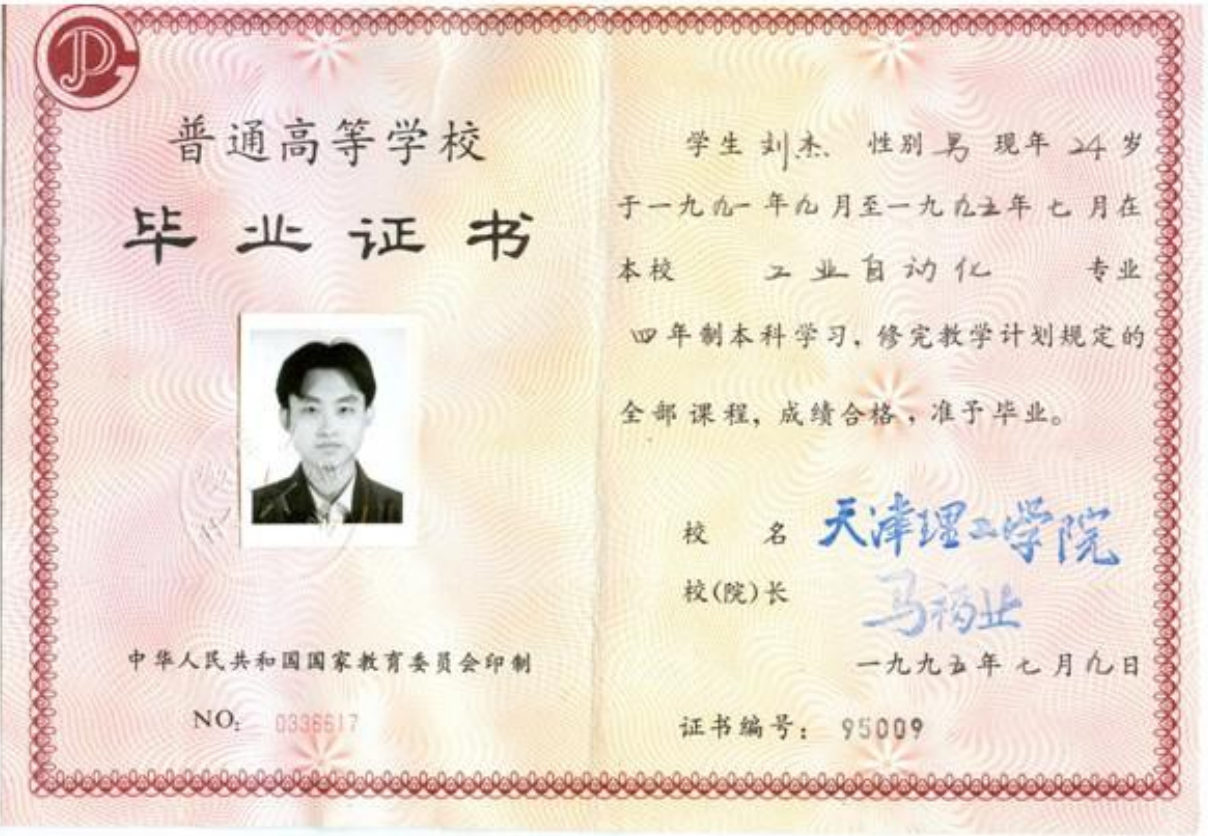 普通高等学校
毕业证书
中华人民共和国国家教育委员会印制
NO: 0336617
学生 刘杰 性别 男 现年 24 岁
于一九九一年九月至一九九五年七月在
本校 工业自动化 专业
四年制本科学习，修完教学计划规定的
全部课程，成绩合格，准予毕业。
校 名 天津理工学院
校(院)长 马福业
一九九五年七月九日
证书编号： 95009